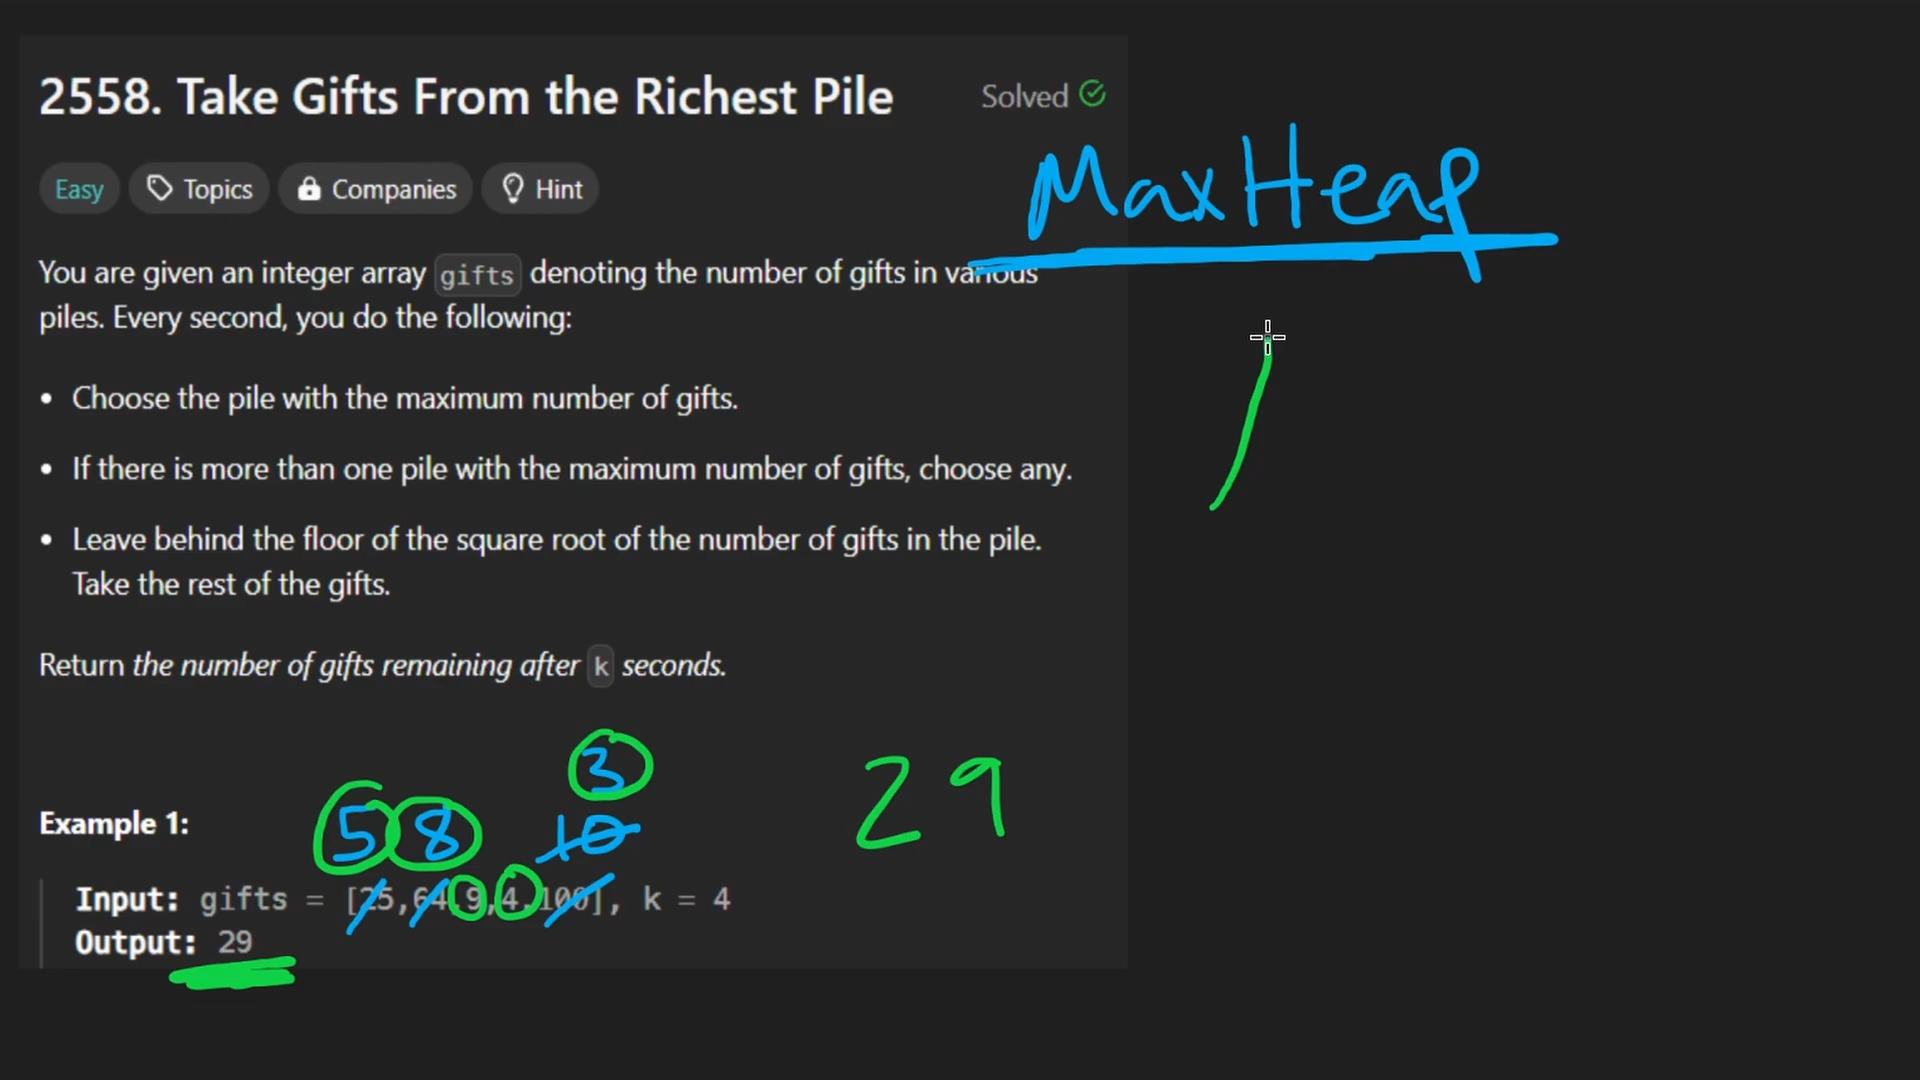 2558. Take Gifts From the Richest Pile
Solved
MaxHeap
Easy Topics Companies Hint
You are given an integer array gifts denoting the number of gifts in various
piles. Every second, you do the following:
• Choose the pile with the maximum number of gifts.
• If there is more than one pile with the maximum number of gifts, choose any.
• Leave behind the floor of the square root of the number of gifts in the pile.
Take the rest of the gifts.
Return the number of gifts remaining after k seconds.
3
29
Example 1:
5 8 10
Input: gifts = [25,64,9,4,100], k = 4
Output: 29